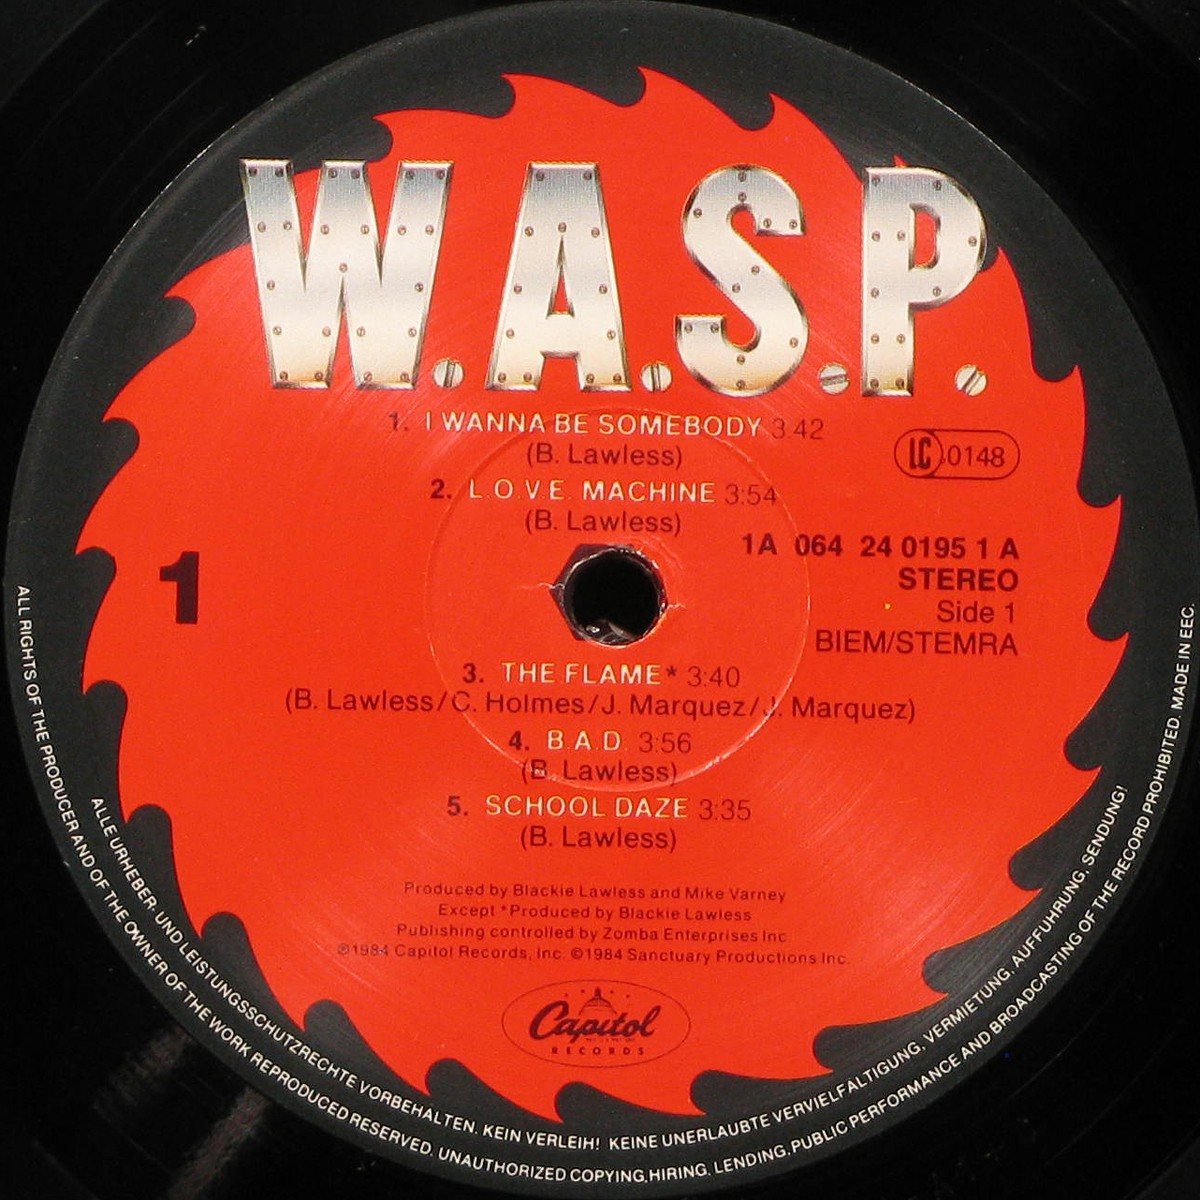 W.A.S.P.
1. I WANNA BE SOMEBODY 3:42
(B. Lawless)
LC 0148
2. L.O.V.E. MACHINE 3:54
(B. Lawless)
1A 064 24 0195 1 A
STEREO
Side 1
BIEM/STEMRA
1
3. THE FLAME* 3:40
(B. Lawless/C. Holmes/J. Marquez/J. Marquez)
4. B.A.D. 3:56
(B. Lawless)
5. SCHOOL DAZE 3:35
(B. Lawless)
Produced by Blackie Lawless and Mike Varney
Except *Produced by Blackie Lawless
Publishing controlled by Zomba Enterprises Inc
℗1984 Capitol Records, Inc. ©1984 Sanctuary Productions Inc.
Capitol
RECORDS
ALLE URHEBER- UND LEISTUNGSSCHUTZRECHTE VORBEHALTEN. KEIN VERLEIH! KEINE UNERLAUBTE VERVIELFÄLTIGUNG, VERMIETUNG, AUFFÜHRUNG, SENDUNG!
ALL RIGHTS OF THE PRODUCER AND OF THE OWNER OF THE WORK REPRODUCED RESERVED. UNAUTHORIZED COPYING, HIRING, LENDING, PUBLIC PERFORMANCE AND BROADCASTING OF THE RECORD PROHIBITED. MADE IN EEC.